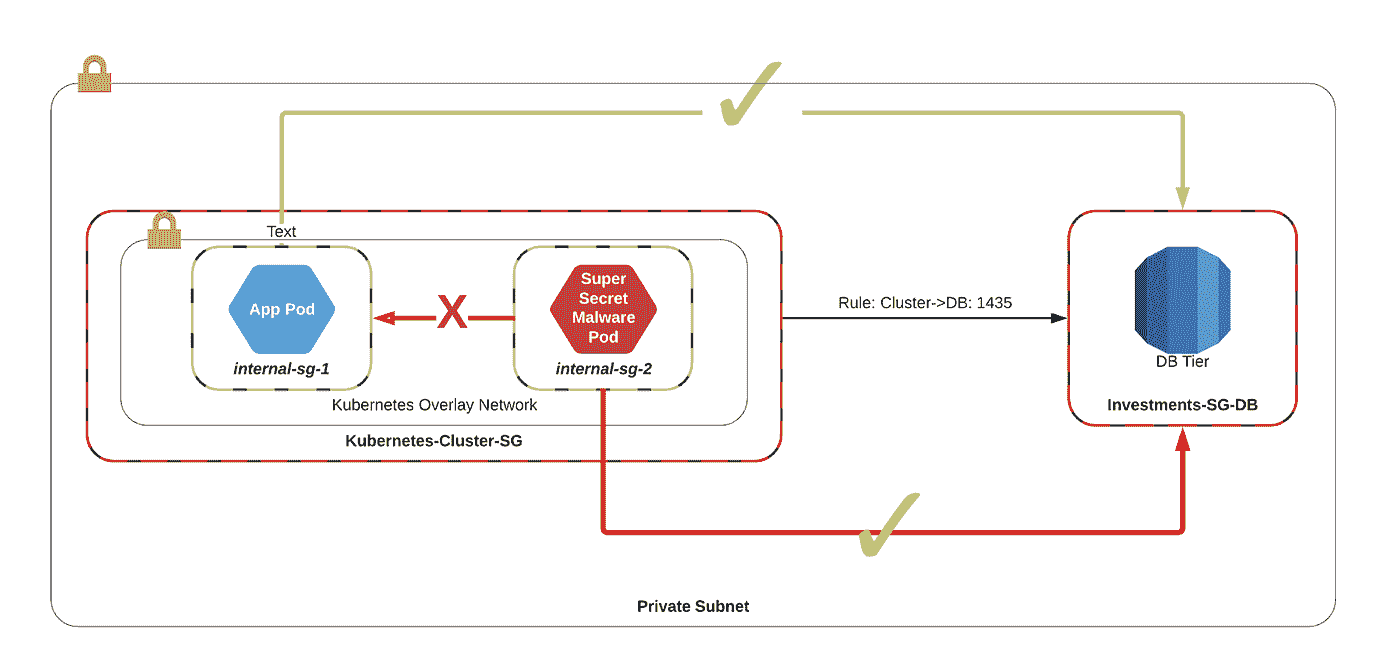 Text
App Pod
internal-sg-1
X
Super
Secret
Malware
Pod
internal-sg-2
Kubernetes Overlay Network
Kubernetes-Cluster-SG
Rule: Cluster->DB: 1435
DB Tier
Investments-SG-DB
Private Subnet